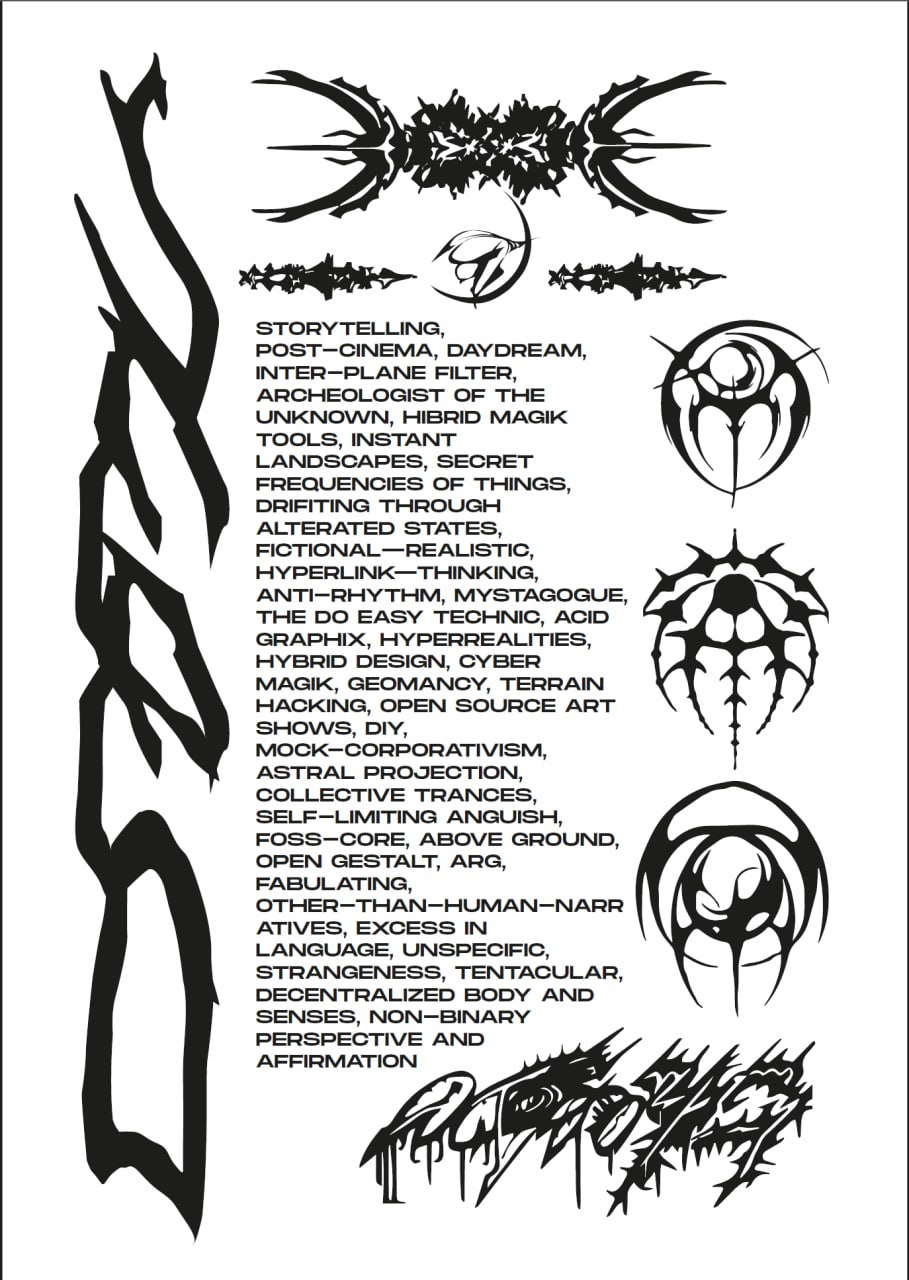 STORYTELLING,
POST—CINEMA, DAYDREAM,
INTER—PLANE FILTER,
ARCHEOLOGIST OF THE
UNKNOWN, HIBRID MAGIK
TOOLS, INSTANT
LANDSCAPES, SECRET
FREQUENCIES OF THINGS,
DRIFITING THROUGH
ALTERATED STATES,
FICTIONAL—REALISTIC,
HYPERLINK—THINKING,
ANTI—RHYTHM, MYSTAGOGUE,
THE DO EASY TECHNIC, ACID
GRAPHIX, HYPERREALITIES,
HYBRID DESIGN, CYBER
MAGIK, GEOMANCY, TERRAIN
HACKING, OPEN SOURCE ART
SHOWS, DIY,
MOCK—CORPORATIVISM,
ASTRAL PROJECTION,
COLLECTIVE TRANCES,
SELF—LIMITING ANGUISH,
FOSS—CORE, ABOVE GROUND,
OPEN GESTALT, ARG,
FABULATING,
OTHER—THAN—HUMAN—NARR
ATIVES, EXCESS IN
LANGUAGE, UNSPECIFIC,
STRANGENESS, TENTACULAR,
DECENTRALIZED BODY AND
SENSES, NON—BINARY
PERSPECTIVE AND
AFFIRMATION